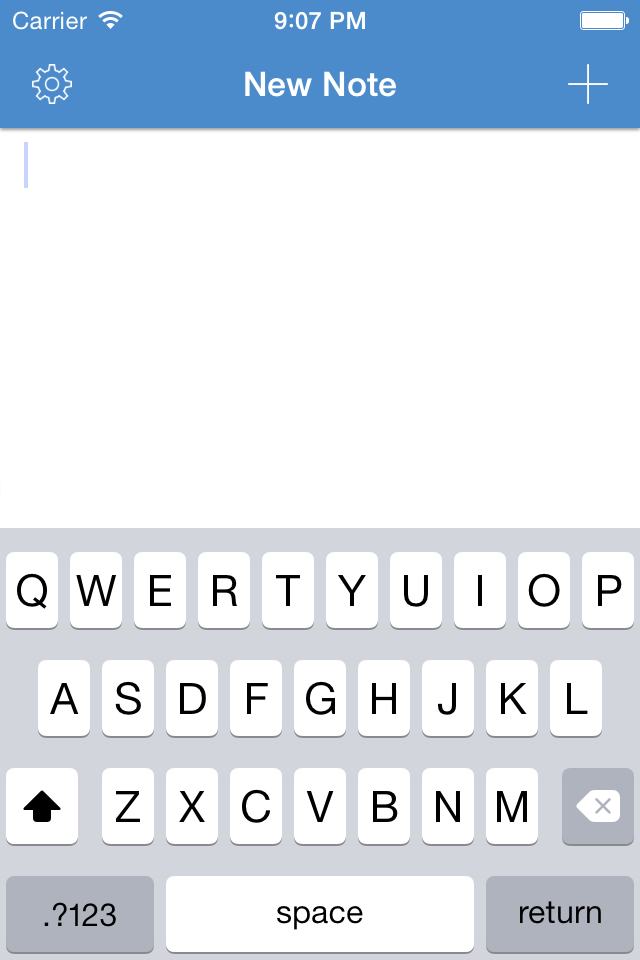 Carrier 9:07 PM
New Note
Q W E R T Y U I O P
A S D F G H J K L
Z X C V B N M
.?123 space return